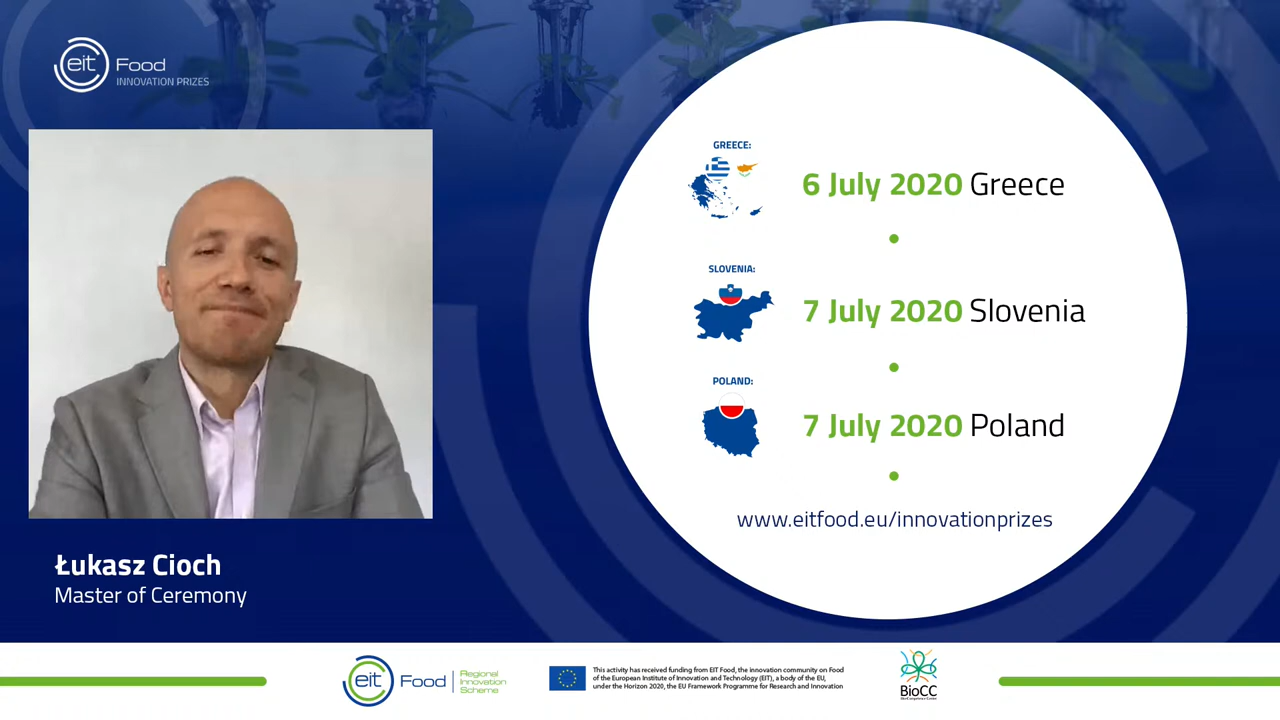 eit Food
INNOVATION PRIZES
GREECE:
6 July 2020 Greece
SLOVENIA:
7 July 2020 Slovenia
POLAND:
7 July 2020 Poland
www.eitfood.eu/innovationprizes
Łukasz Cioch
Master of Ceremony
eit Food
Regional
Innovation
Scheme
This activity has received funding from EIT Food, the innovation community on Food
of the European Institute of Innovation and Technology (EIT), a body of the EU,
under the Horizon 2020, the EU Framework Programme for Research and Innovation
BioCC